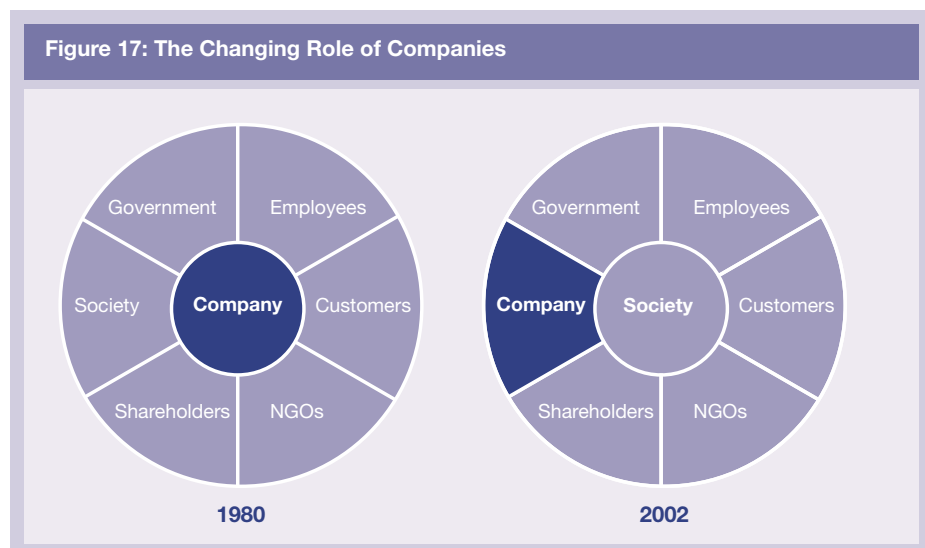 Figure 17: The Changing Role of Companies
Government
Employees
Society
Company
Customers
Shareholders
NGOs
1980
Government
Employees
Company
Society
Customers
Shareholders
NGOs
2002